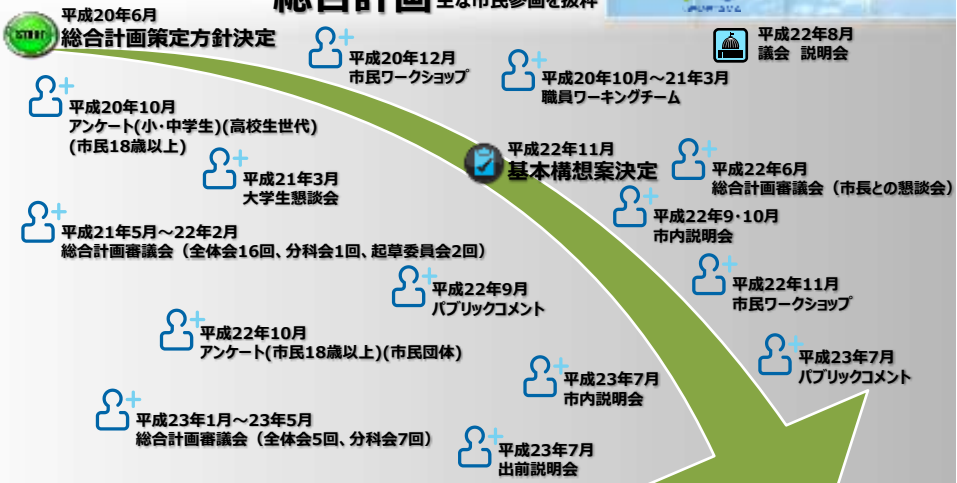 総合計画 主な市民参画を抜粋
平成20年6月
START
総合計画策定方針決定
平成20年12月
市民ワークショップ
平成22年8月
議会 説明会
平成20年10月～21年3月
職員ワーキングチーム
平成20年10月
アンケート(小・中学生)(高校生世代)
(市民18歳以上)
平成22年11月
基本構想案決定
平成22年6月
総合計画審議会（市長との懇談会）
平成21年3月
大学生懇談会
平成22年9・10月
市内説明会
平成21年5月～22年2月
総合計画審議会（全体会16回、分科会1回、起草委員会2回）
平成22年9月
パブリックコメント
平成22年11月
市民ワークショップ
平成22年10月
アンケート(市民18歳以上)(市民団体)
平成23年7月
パブリックコメント
平成23年7月
市内説明会
平成23年1月～23年5月
総合計画審議会（全体会5回、分科会7回）
平成23年7月
出前説明会